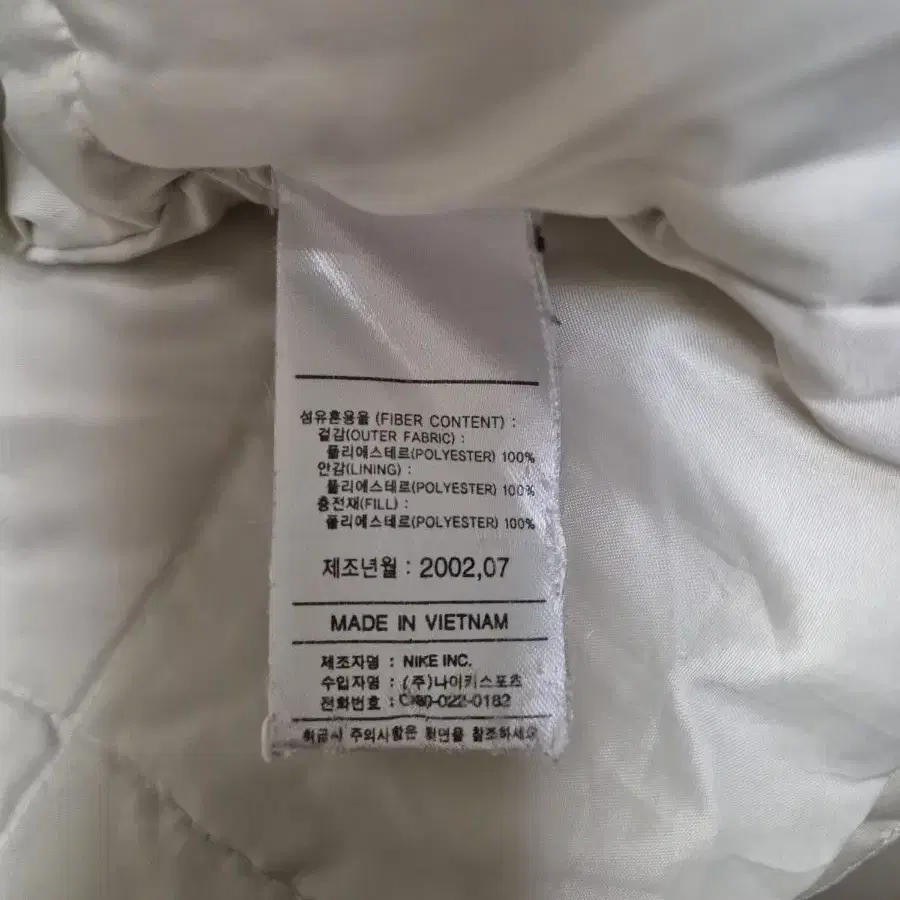 섬유혼용율 (FIBER CONTENT) :
겉감(OUTER FABRIC) :
폴리에스테르(POLYESTER) 100%
안감(LINING) :
폴리에스테르(POLYESTER) 100%
충전재(FILL) :
폴리에스테르(POLYESTER) 100%
제조년월 : 2002,07
MADE IN VIETNAM
제조자명 : NIKE INC.
수입자명 : (주)나이키스포츠
전화번호 : 080-022-0182
취급시 주의사항은 뒷면을 참조하세요